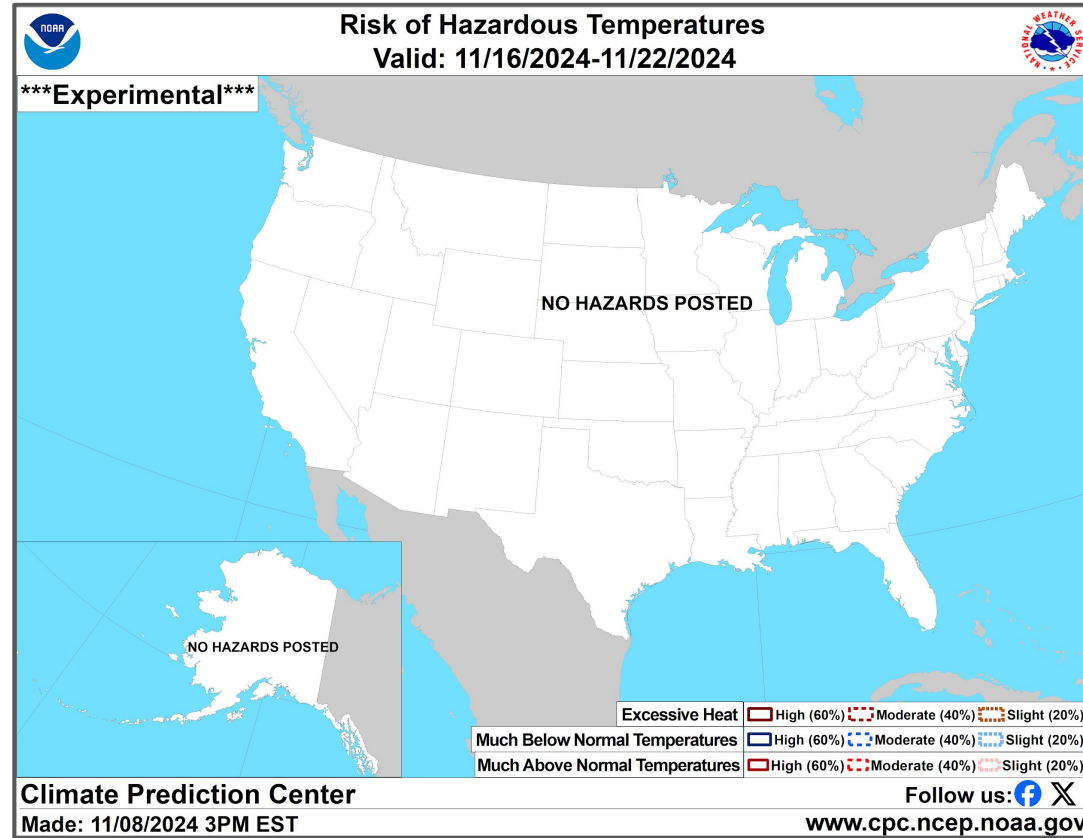 NOAA
Risk of Hazardous Temperatures
Valid: 11/16/2024-11/22/2024
NATIONAL WEATHER SERVICE
***Experimental***
NO HAZARDS POSTED
NO HAZARDS POSTED
Excessive Heat High (60%) Moderate (40%) Slight (20%)
Much Below Normal Temperatures High (60%) Moderate (40%) Slight (20%)
Much Above Normal Temperatures High (60%) Moderate (40%) Slight (20%)
Climate Prediction Center
Follow us:
Made: 11/08/2024 3PM EST
www.cpc.ncep.noaa.gov